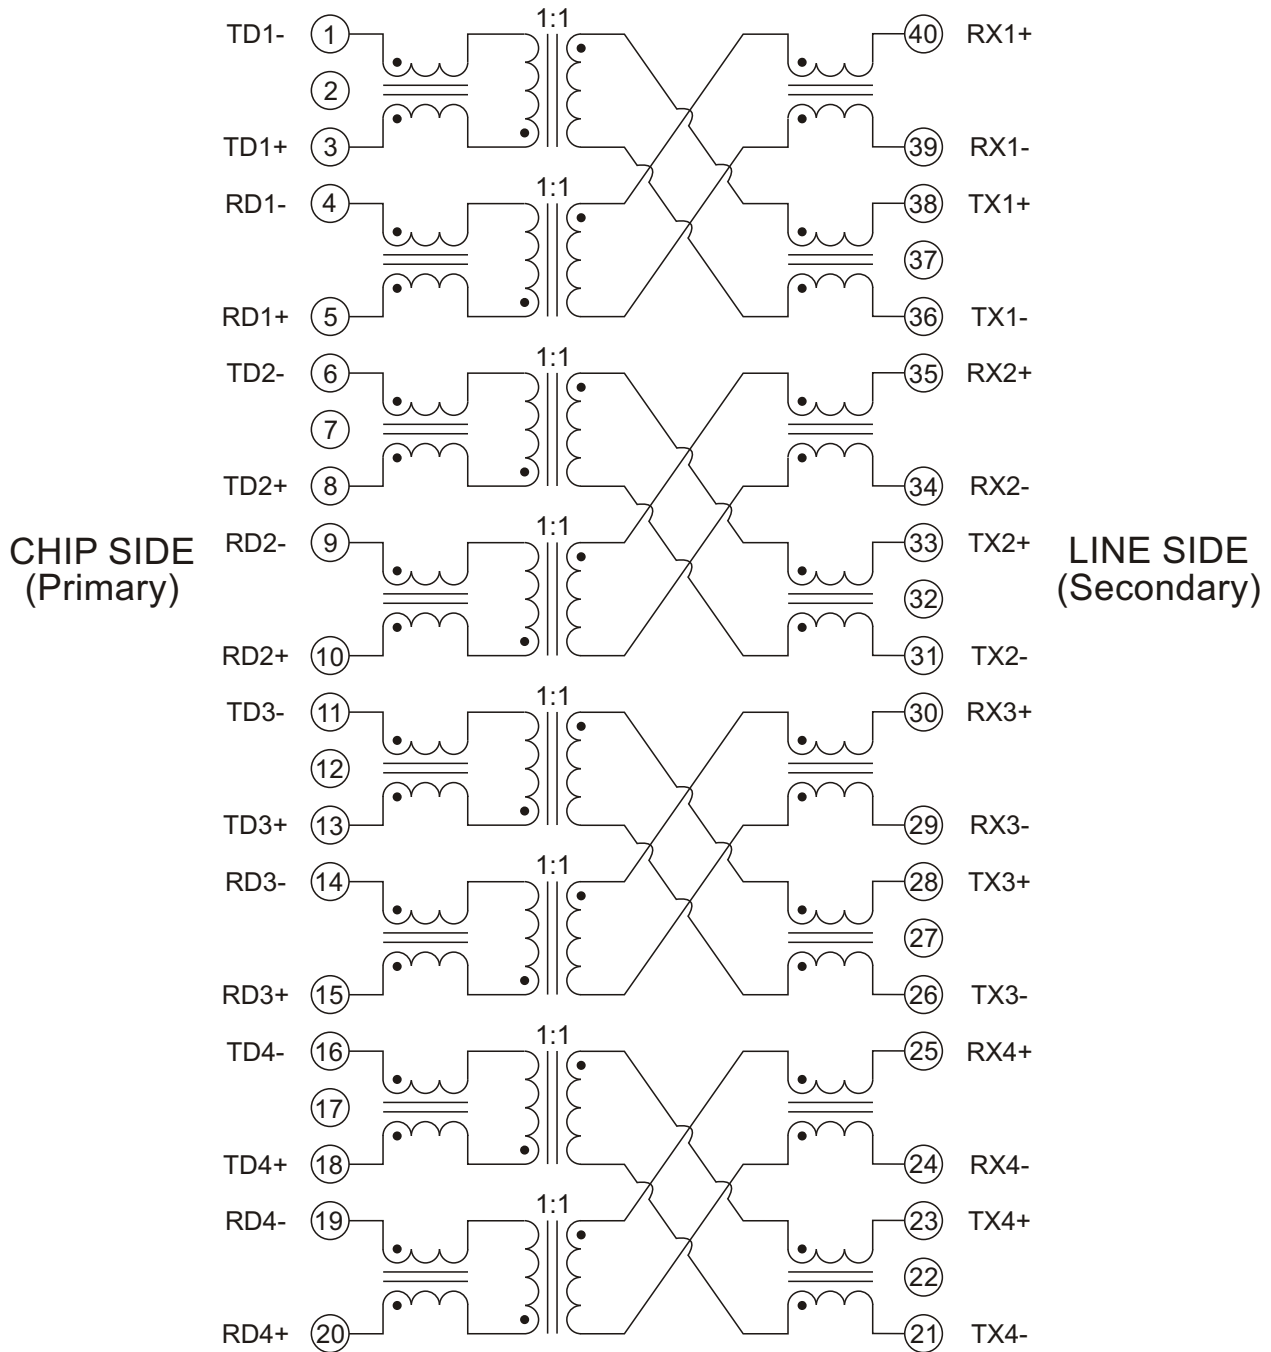 1:1
TD1- 1 40 RX1+
2
TD1+ 3 39 RX1-
1:1
RD1- 4 38 TX1+
37
RD1+ 5 36 TX1-
1:1
TD2- 6 35 RX2+
7
TD2+ 8 34 RX2-
1:1
RD2- 9 33 TX2+
CHIP SIDE
(Primary)
LINE SIDE
(Secondary)
32
RD2+ 10 31 TX2-
1:1
TD3- 11 30 RX3+
12
TD3+ 13 29 RX3-
1:1
RD3- 14 28 TX3+
27
RD3+ 15 26 TX3-
1:1
TD4- 16 25 RX4+
17
TD4+ 18 24 RX4-
1:1
RD4- 19 23 TX4+
22
RD4+ 20 21 TX4-